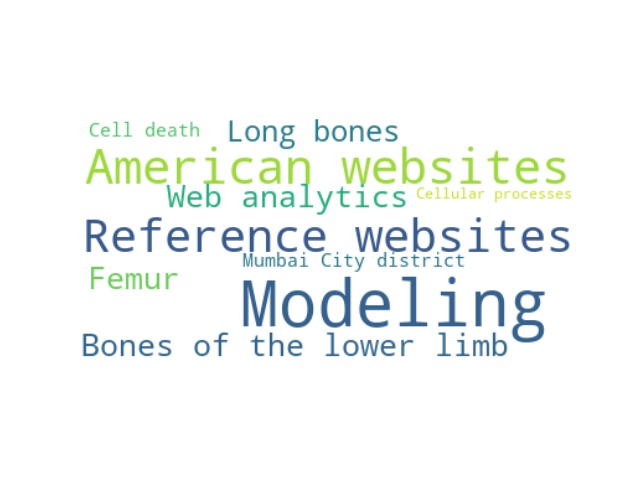 Cell death
Long bones
American websites
Web analytics
Cellular processes
Reference websites
Mumbai City district
Femur
Modeling
Bones of the lower limb